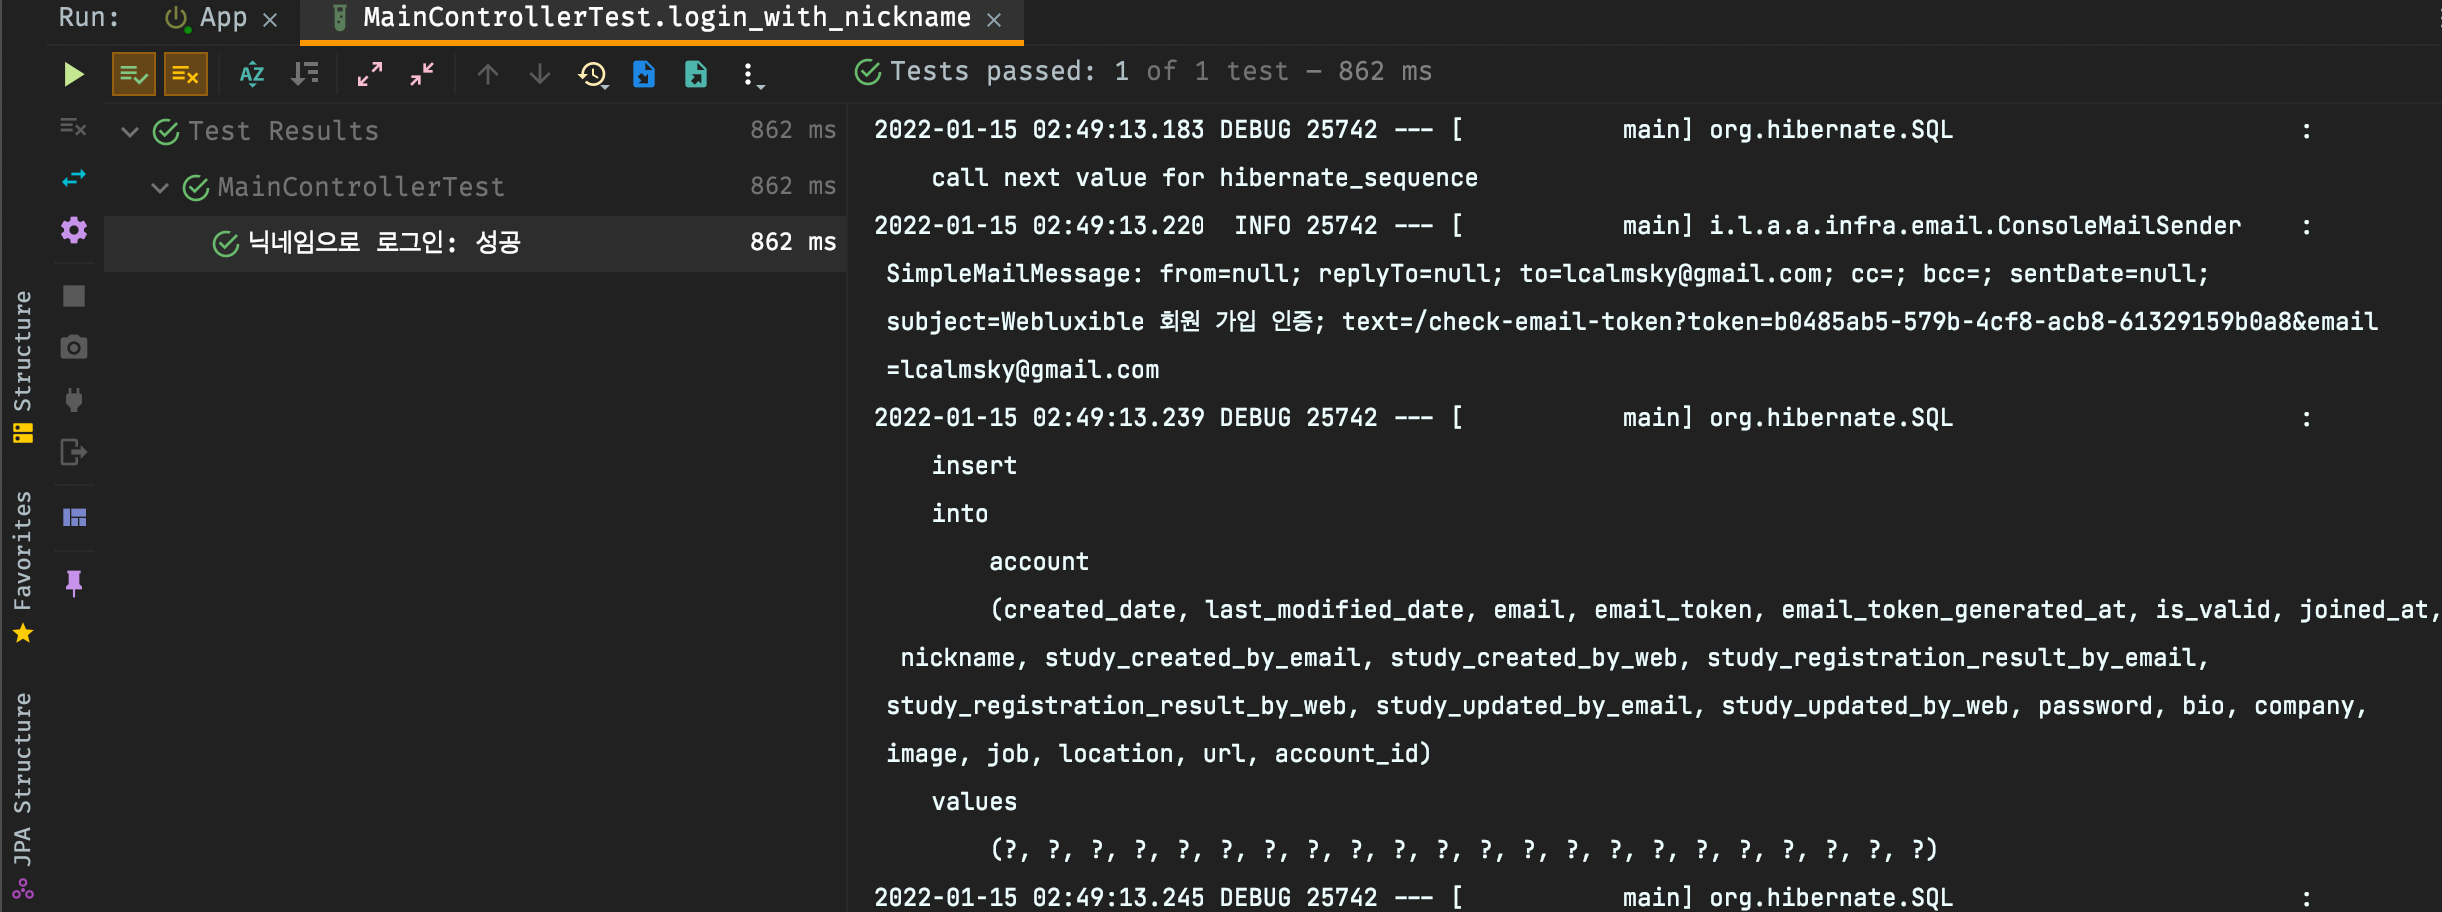 Run: App × MainControllerTest.login_with_nickname ×
Tests passed: 1 of 1 test – 862 ms
Test Results 862 ms
MainControllerTest 862 ms
닉네임으로 로그인: 성공 862 ms
Structure
Favorites
JPA Structure
2022-01-15 02:49:13.183 DEBUG 25742 --- [           main] org.hibernate.SQL                        :
    call next value for hibernate_sequence
2022-01-15 02:49:13.220  INFO 25742 --- [           main] i.l.a.a.infra.email.ConsoleMailSender    :
SimpleMailMessage: from=null; replyTo=null; to=lcalmsky@gmail.com; cc=; bcc=; sentDate=null;
subject=Webluxible 회원 가입 인증; text=/check-email-token?token=b0485ab5-579b-4cf8-acb8-61329159b0a8&email
=lcalmsky@gmail.com
2022-01-15 02:49:13.239 DEBUG 25742 --- [           main] org.hibernate.SQL                        :
    insert
    into
        account
        (created_date, last_modified_date, email, email_token, email_token_generated_at, is_valid, joined_at,
nickname, study_created_by_email, study_created_by_web, study_registration_result_by_email,
study_registration_result_by_web, study_updated_by_email, study_updated_by_web, password, bio, company,
image, job, location, url, account_id)
    values
        (?, ?, ?, ?, ?, ?, ?, ?, ?, ?, ?, ?, ?, ?, ?, ?, ?, ?, ?, ?, ?, ?)
2022-01-15 02:49:13.245 DEBUG 25742 --- [           main] org.hibernate.SQL                        :